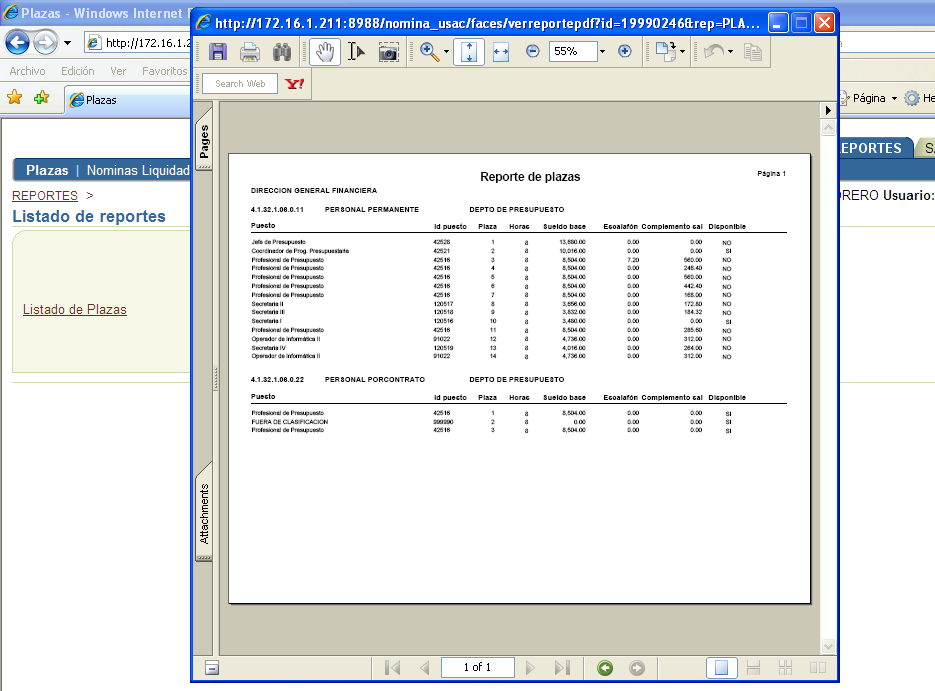 Plazas - Windows Internet
http://172.16.1.211:8988/nomina_usac/faces/verreportepdf?id=19990246&rep=PLA...
http://172.16.1.2
55%
Archivo Edición Ver Favoritos
Search Web Y!
Plazas
Página
He
Pages
Plazas | Nominas Liquidad
EPORTES
S
REPORTES >
RERO Usuario:
Listado de reportes
Listado de Plazas
Reporte de plazas
Página 1
DIRECCION GENERAL FINANCIERA
4.1.32.1.06.0.11 PERSONAL PERMANENTE DEPTO DE PRESUPUESTO
Puesto Id puesto Plaza Horas Sueldo base Escalafón Complemento sal Disponible
Jefe de Presupuesto 42528 1 8 13,680.00 0.00 0.00 NO
Coordinador de Prog. Presupuestaria 42521 2 8 10,016.00 0.00 0.00 SI
Profesional de Presupuesto 42516 3 8 8,504.00 7.20 560.00 NO
Profesional de Presupuesto 42516 4 8 8,504.00 0.00 246.40 NO
Profesional de Presupuesto 42516 5 8 8,504.00 0.00 560.00 NO
Profesional de Presupuesto 42516 6 8 8,504.00 0.00 442.40 NO
Profesional de Presupuesto 42516 7 8 8,504.00 0.00 168.00 NO
Secretaria II 120517 8 8 3,656.00 0.00 172.80 NO
Secretaria III 120518 9 8 3,832.00 0.00 184.32 NO
Secretaria I 120516 10 8 3,480.00 0.00 0.00 SI
Profesional de Presupuesto 42516 11 8 8,504.00 0.00 285.60 NO
Operador de Informática II 91022 12 8 4,736.00 0.00 312.00 NO
Secretaria IV 120519 13 8 4,016.00 0.00 264.00 NO
Operador de Informática II 91022 14 8 4,736.00 0.00 312.00 NO
4.1.32.1.06.0.22 PERSONAL PORCONTRATO DEPTO DE PRESUPUESTO
Puesto Id puesto Plaza Horas Sueldo base Escalafón Complemento sal Disponible
Profesional de Presupuesto 42516 1 8 8,504.00 0.00 0.00 SI
FUERA DE CLASIFICACION 999990 2 8 0.00 0.00 0.00 SI
Profesional de Presupuesto 42516 3 8 8,504.00 0.00 0.00 SI
Attachments
1 of 1